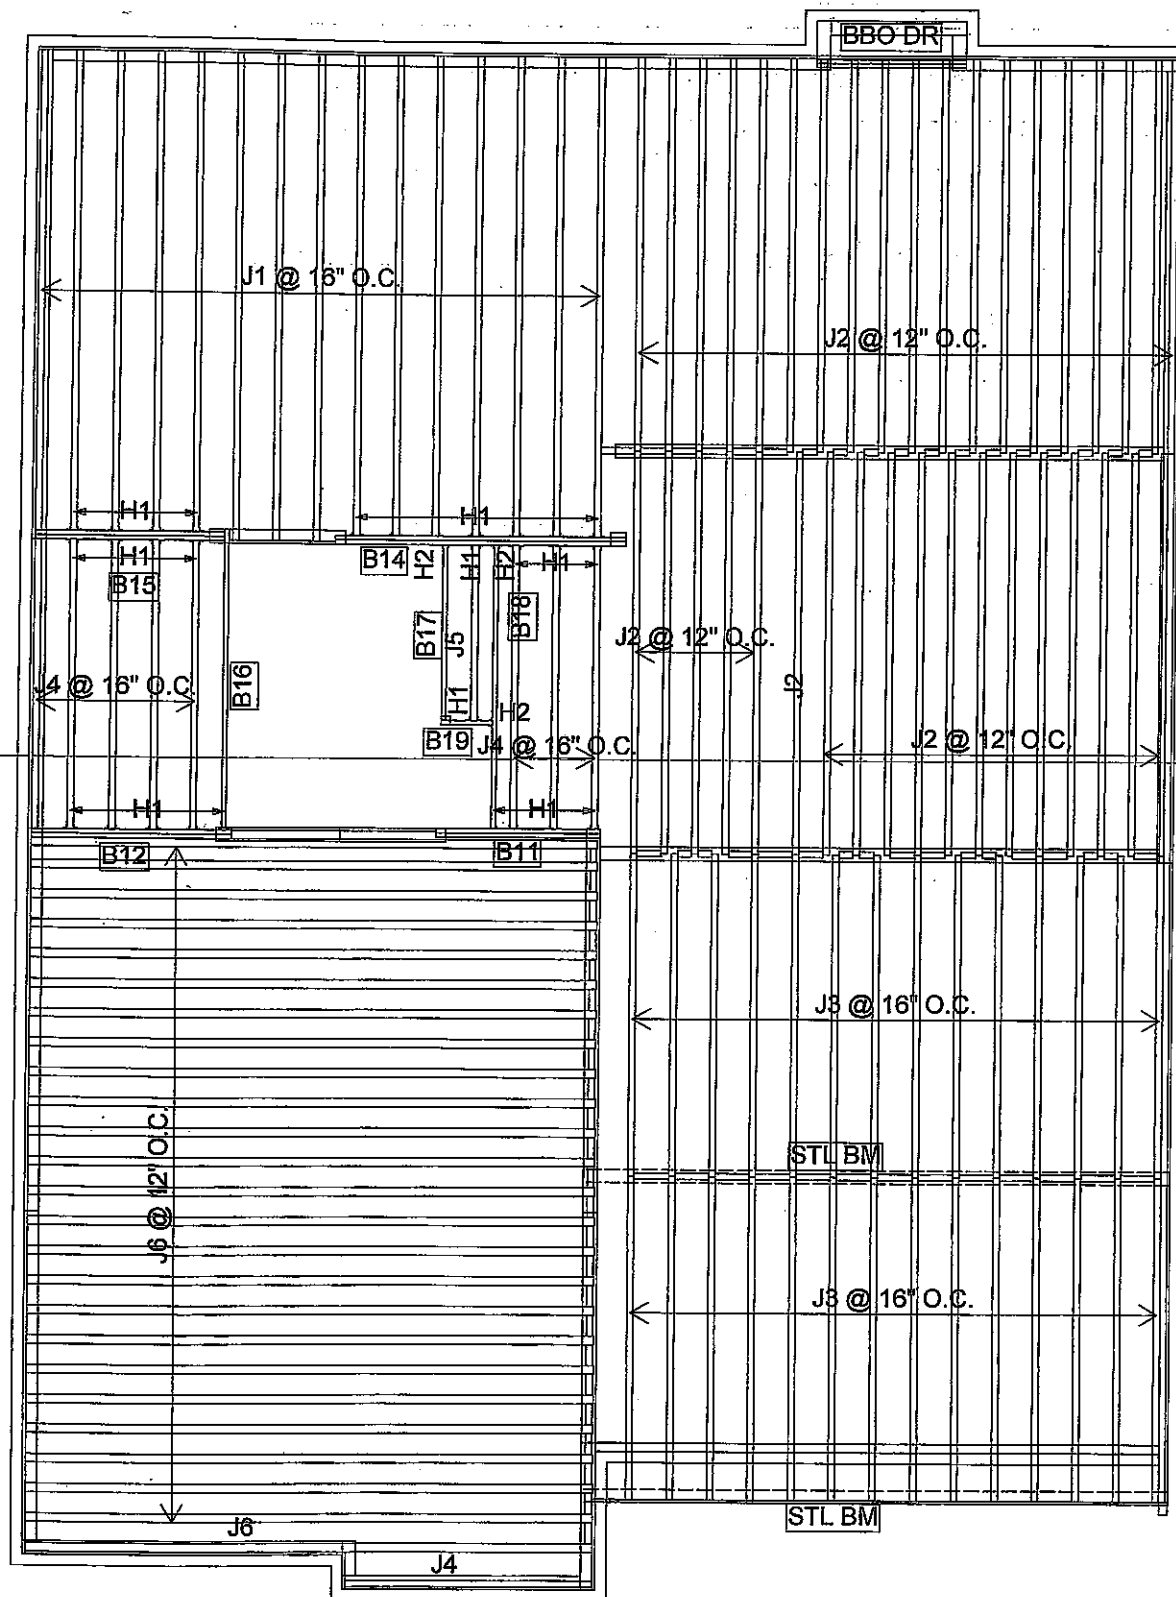 BBO DR
J1 @ 16" O.C.
J2 @ 12" O.C.
H1
H1
H1
B15
B14
H2
H1
H2
H1
B17
J5
B18
J2 @ 12" O.C.
J2
J4 @ 16" O.C.
B16
H1
H2
B19
J4 @ 16" O.C.
J2 @ 12" O.C.
H1
H1
B12
B11
J3 @ 16" O.C.
J6 @ 12" O.C.
STL BM
J3 @ 16" O.C.
STL BM
J6
J4